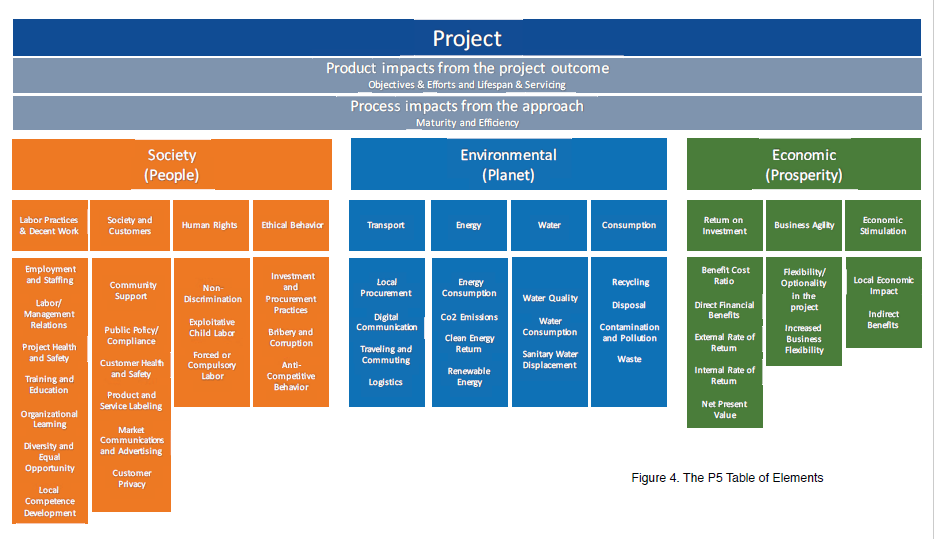 Project
Product impacts from the project outcome
Objectives & Efforts and Lifespan & Servicing
Process impacts from the approach
Maturity and Efficiency
Society
(People)
Labor Practices
& Decent Work
Society and
Customers
Human Rights
Ethical Behavior
Employment
and Staffing
Labor/
Management
Relations
Project Health
and Safety
Training and
Education
Organizational
Learning
Diversity and
Equal
Opportunity
Local
Competence
Development
Community
Support
Public Policy/
Compliance
Customer Health
and Safety
Product and
Service Labeling
Market
Communications
and Advertising
Customer
Privacy
Non-
Discrimination
Exploitative
Child Labor
Forced or
Compulsory
Labor
Investment
and
Procurement
Practices
Bribery and
Corruption
Anti-
Competitive
Behavior
Environmental
(Planet)
Transport
Energy
Water
Consumption
Local
Procurement
Digital
Communication
Traveling and
Commuting
Logistics
Energy
Consumption
Co2 Emissions
Clean Energy
Return
Renewable
Energy
Water Quality
Water
Consumption
Sanitary Water
Displacement
Recycling
Disposal
Contamination
and Pollution
Waste
Economic
(Prosperity)
Return on
Investment
Business Agility
Economic
Stimulation
Benefit Cost
Ratio
Direct Financial
Benefits
External Rate of
Return
Internal Rate of
Return
Net Present
Value
Flexibility/
Optionality
in the
project
Increased
Business
Flexibility
Local Economic
Impact
Indirect
Benefits
Figure 4. The P5 Table of Elements